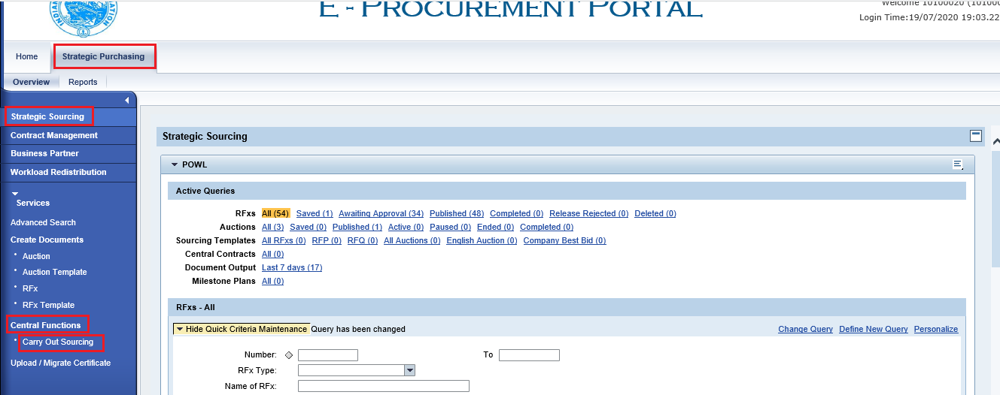 E - PROCUREMENT PORTAL
Welcome 10100020 (10100
Login Time:19/07/2020 19:03.22
Home Strategic Purchasing
Overview Reports
Strategic Sourcing
Contract Management
Business Partner
Workload Redistribution
Services
Advanced Search
Create Documents
Auction
Auction Template
RFx
RFx Template
Central Functions
Carry Out Sourcing
Upload / Migrate Certificate
Strategic Sourcing
POWL
Active Queries
RFxs All (54) Saved (1) Awaiting Approval (34) Published (48) Completed (0) Release Rejected (0) Deleted (0)
Auctions All (3) Saved (0) Published (1) Active (0) Paused (0) Ended (0) Completed (0)
Sourcing Templates All RFxs (0) RFP (0) RFQ (0) All Auctions (0) English Auction (0) Company Best Bid (0)
Central Contracts All (0)
Document Output Last 7 days (17)
Milestone Plans All (0)
RFxs - All
Hide Quick Criteria Maintenance Query has been changed Change Query Define New Query Personalize
Number: To
RFx Type:
Name of RFx: